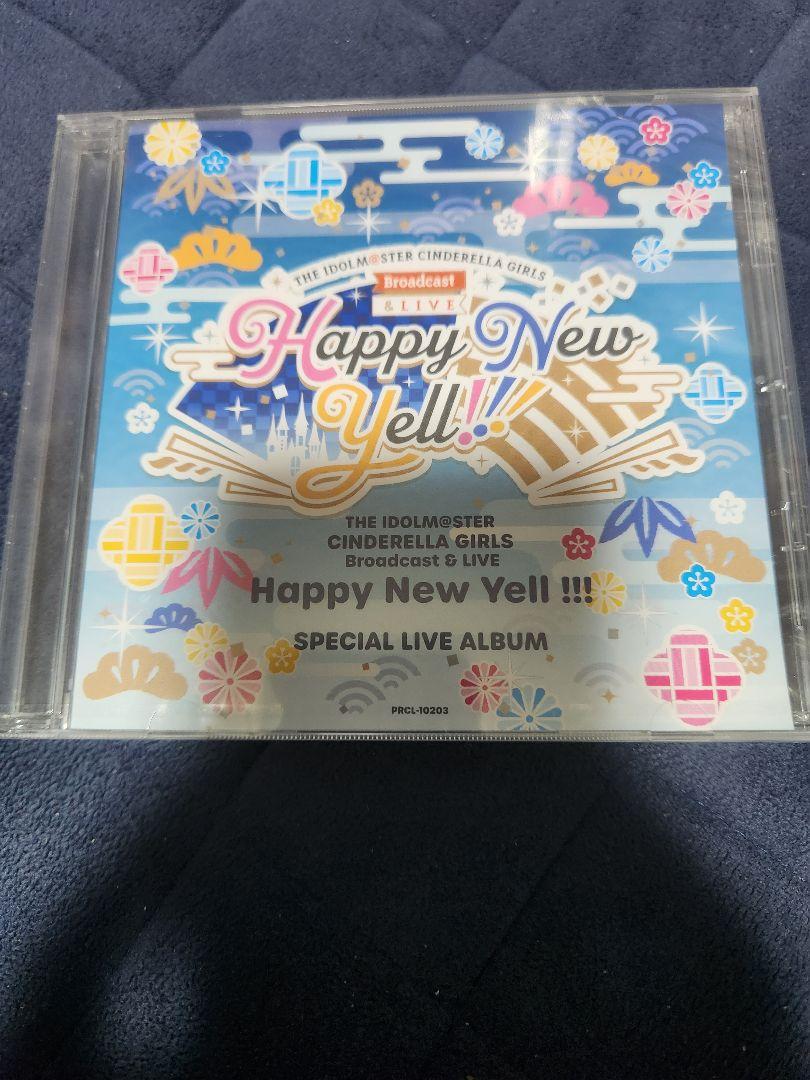 THE IDOLM@STER CINDERELLA GIRLS
Broadcast
& LIVE
Happy New
Yell!!!
THE IDOLM@STER
CINDERELLA GIRLS
Broadcast & LIVE
Happy New Yell !!!
SPECIAL LIVE ALBUM
PRCL-10203